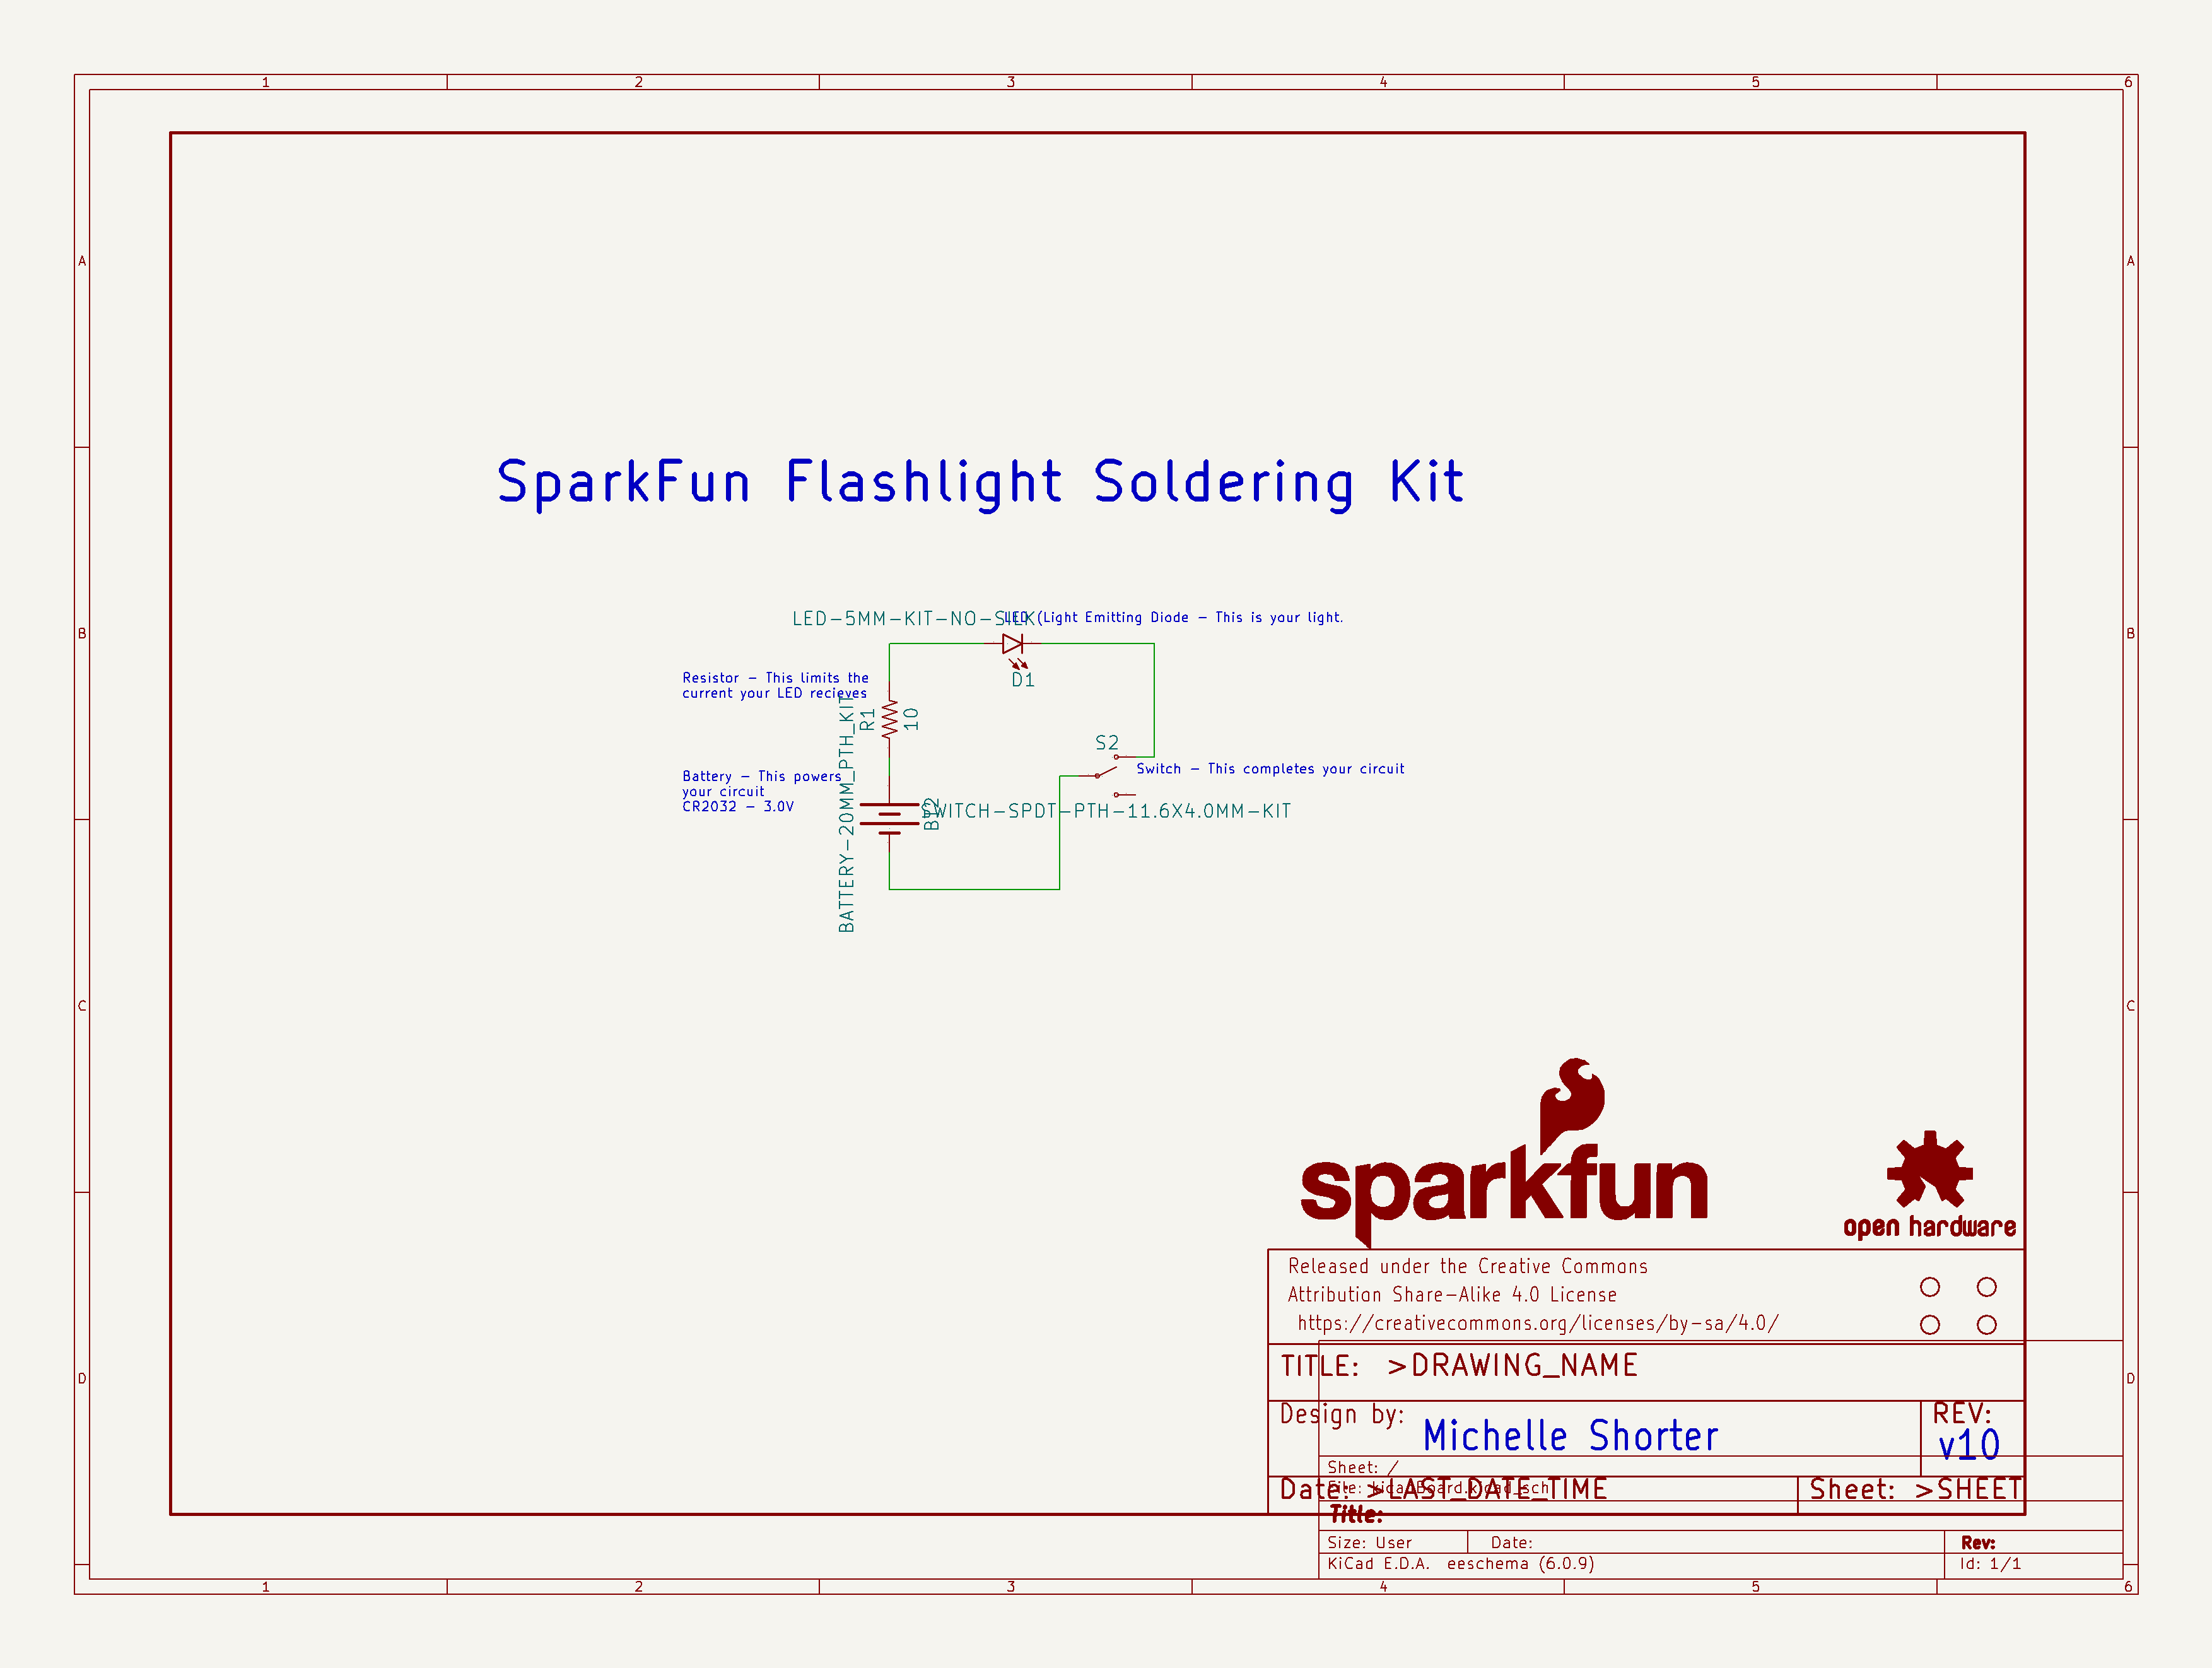 1 2 3 4 5 6
A A
SparkFun Flashlight Soldering Kit
LED-5MM-KIT-NO-SILK
LED (Light Emitting Diode - This is your light.
B B
D1
Resistor - This limits the
current your LED recieves
R1
10
S2
Switch - This completes your circuit
Battery - This powers
your circuit
CR2032 - 3.0V
BATTERY-20MM_PTH_KIT
SWITCH-SPDT-PTH-11.6X4.0MM-KIT
C C
sparkfun
open hardware
Released under the Creative Commons
Attribution Share-Alike 4.0 License
https://creativecommons.org/licenses/by-sa/4.0/
TITLE: >DRAWING_NAME
D D
Design by: Michelle Shorter
REV:
v10
Sheet: /
File: kicadBoard.kicad_sch
Date: >LAST_DATE_TIME
Sheet: >SHEET
Title:
Size: User Date: Rev:
KiCad E.D.A. eeschema (6.0.9) Id: 1/1
1 2 3 4 5 6